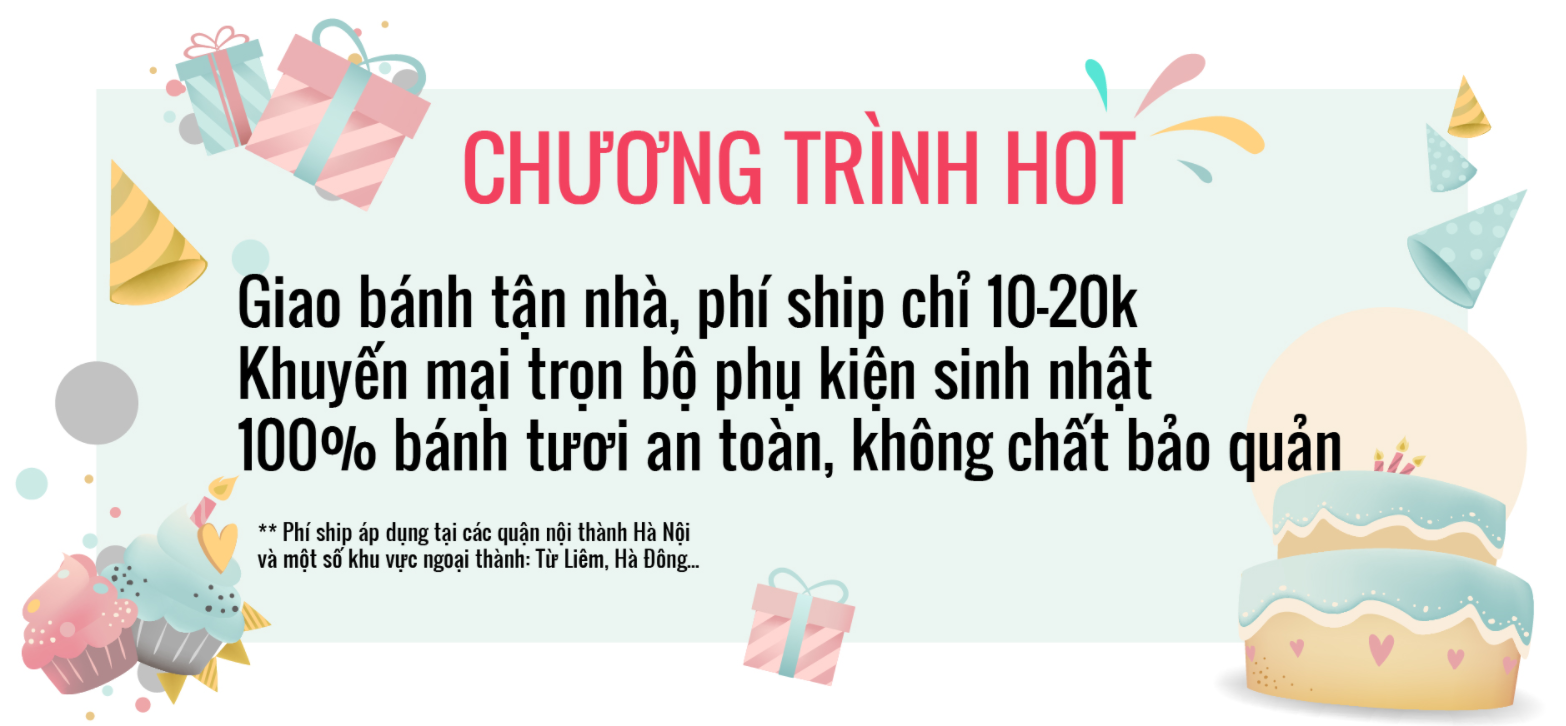 CHƯƠNG TRÌNH HOT
Giao bánh tận nhà, phí ship chỉ 10-20k
Khuyến mại trọn bộ phụ kiện sinh nhật
100% bánh tươi an toàn, không chất bảo quản
** Phí ship áp dụng tại các quận nội thành Hà Nội
và một số khu vực ngoại thành: Từ Liêm, Hà Đông...